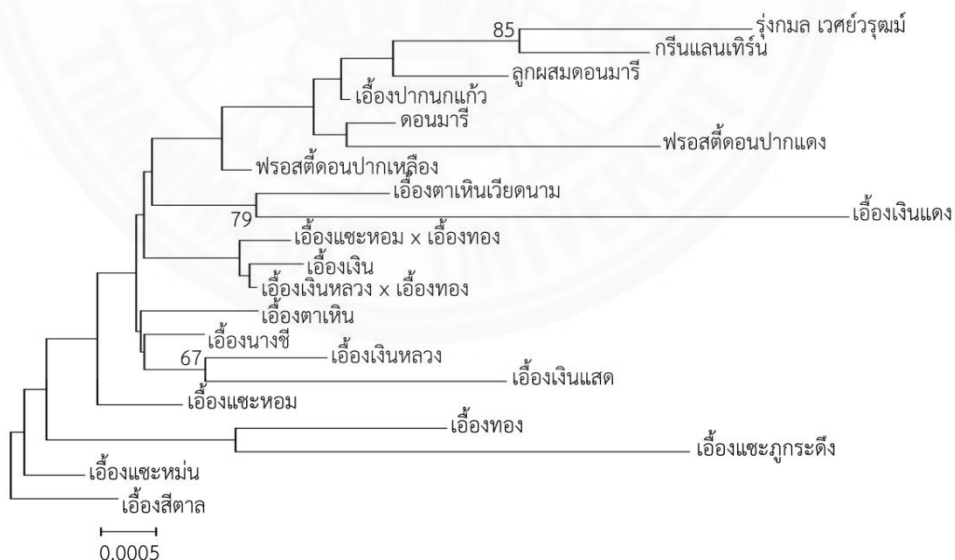 85
รุ่งกมล เวศย์วรุฒม์
กรีนแลนเทิร์น
ลูกผสมดอนมารี
เอื้องปากนกแก้ว
ดอนมารี
ฟรอสตี้ดอนปากแดง
ฟรอสตี้ดอนปากเหลือง
เอื้องตาเหินเวียดนาม
79
เอื้องเงินแดง
เอื้องแซะหอม x เอื้องทอง
เอื้องเงิน
เอื้องเงินหลวง x เอื้องทอง
เอื้องตาเหิน
เอื้องนางชี
67
เอื้องเงินหลวง
เอื้องเงินแสด
เอื้องแซะหอม
เอื้องทอง
เอื้องแซะภูกระดึง
เอื้องแซะหม่น
เอื้องสีตาล
0.0005